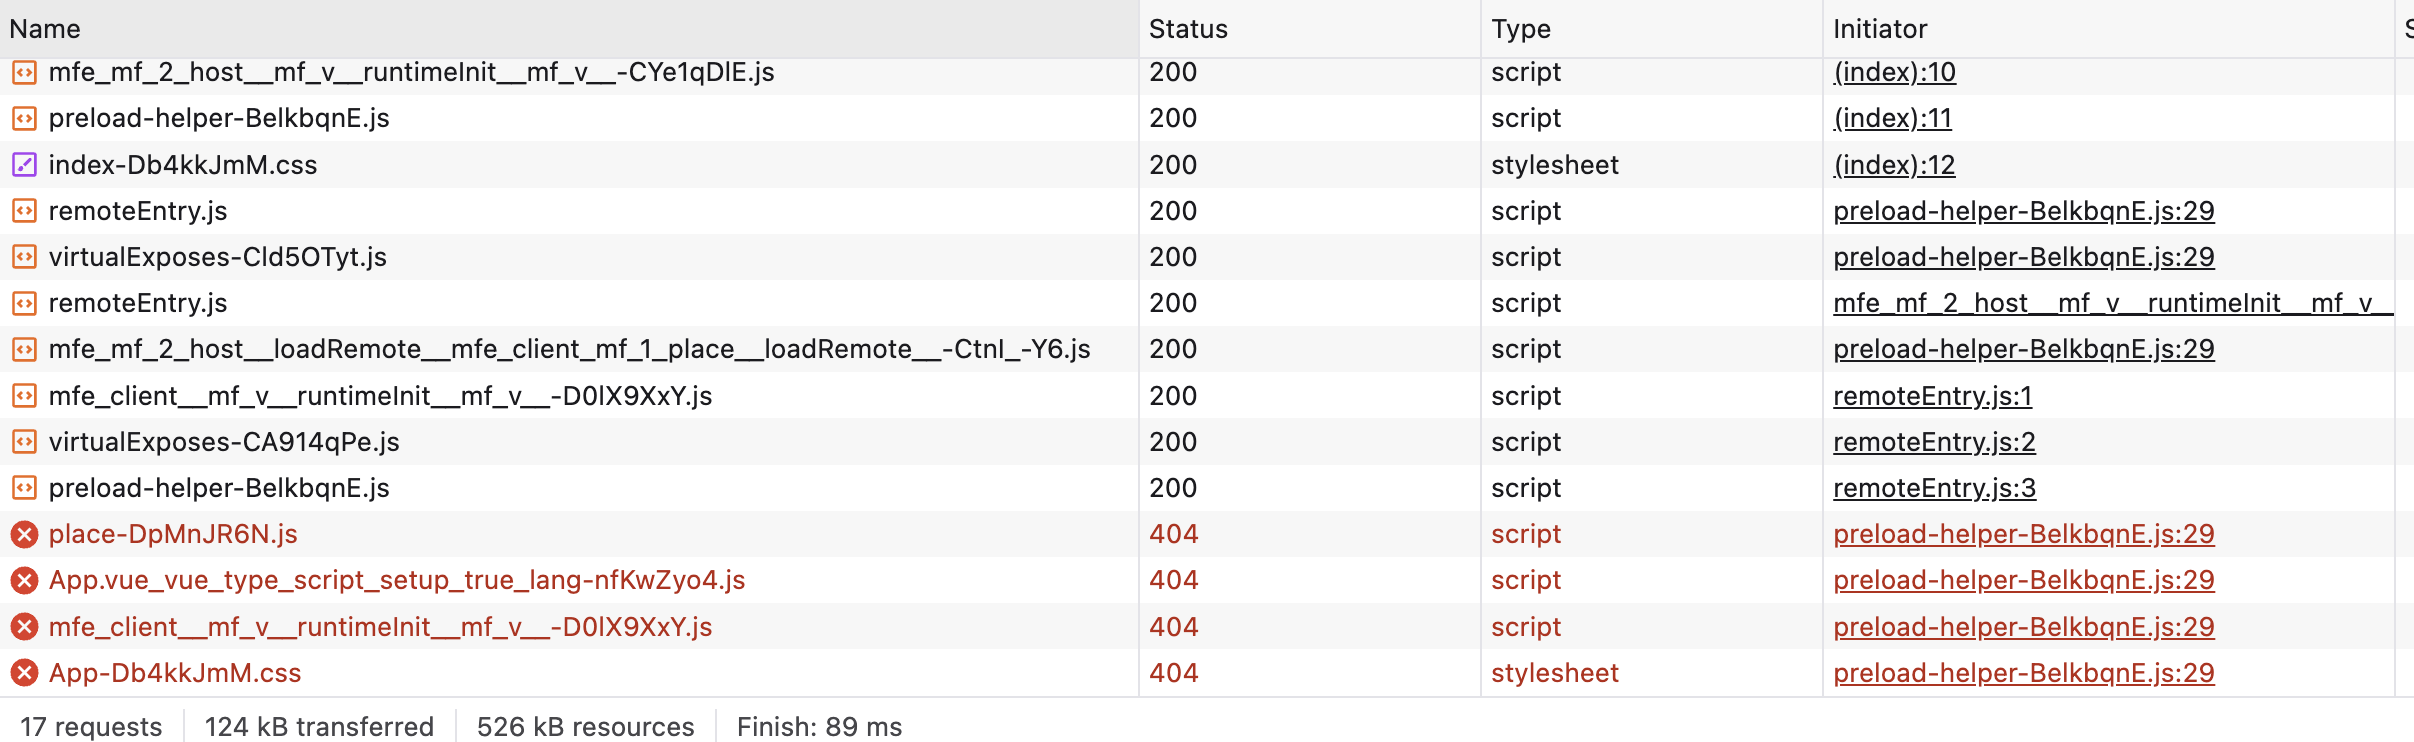 Name Status Type Initiator S
mfe_mf_2_host__mf_v__runtimeInit__mf_v__-CYe1qDlE.js 200 script (index):10
preload-helper-BelkbqnE.js 200 script (index):11
index-Db4kkJmM.css 200 stylesheet (index):12
remoteEntry.js 200 script preload-helper-BelkbqnE.js:29
virtualExposes-Cld5OTyt.js 200 script preload-helper-BelkbqnE.js:29
remoteEntry.js 200 script mfe_mf_2_host__mf_v__runtimeInit__mf_v__
mfe_mf_2_host__loadRemote__mfe_client_mf_1_place__loadRemote__-CtnI_-Y6.js 200 script preload-helper-BelkbqnE.js:29
mfe_client__mf_v__runtimeInit__mf_v__-D0lX9XxY.js 200 script remoteEntry.js:1
virtualExposes-CA914qPe.js 200 script remoteEntry.js:2
preload-helper-BelkbqnE.js 200 script remoteEntry.js:3
place-DpMnJR6N.js 404 script preload-helper-BelkbqnE.js:29
App.vue_vue_type_script_setup_true_lang-nfKwZyo4.js 404 script preload-helper-BelkbqnE.js:29
mfe_client__mf_v__runtimeInit__mf_v__-D0lX9XxY.js 404 script preload-helper-BelkbqnE.js:29
App-Db4kkJmM.css 404 stylesheet preload-helper-BelkbqnE.js:29
17 requests 124 kB transferred 526 kB resources Finish: 89 ms